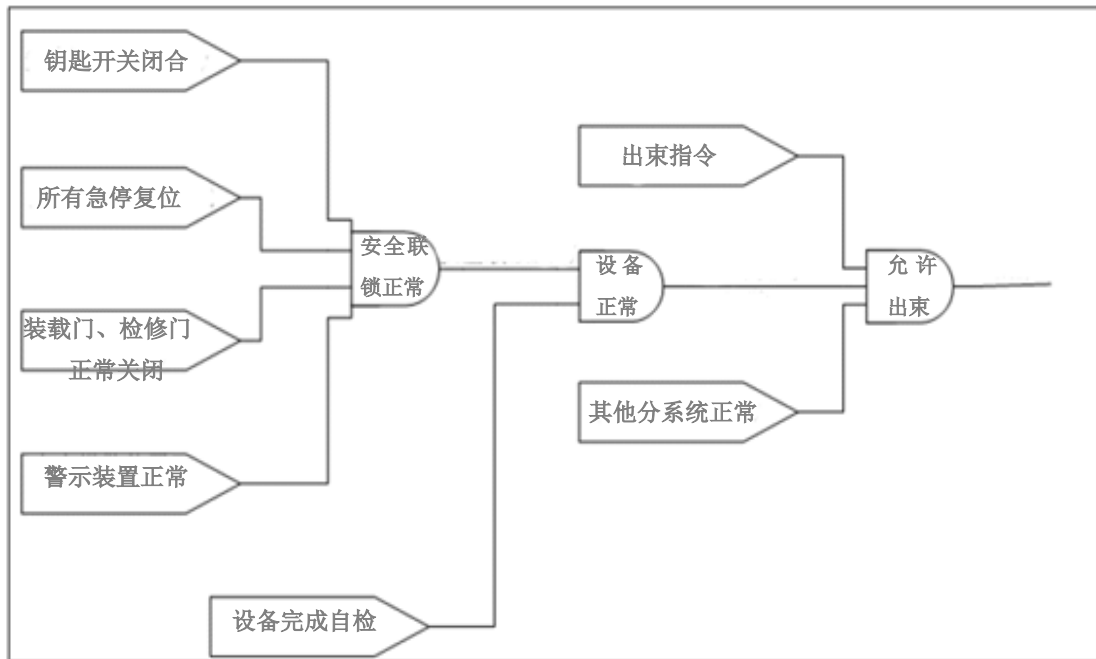 钥匙开关闭合
所有急停复位
装载门、检修门
正常关闭
警示装置正常
设备完成自检
安全联
锁正常
出束指令
设备
正常
其他分系统正常
允许
出束